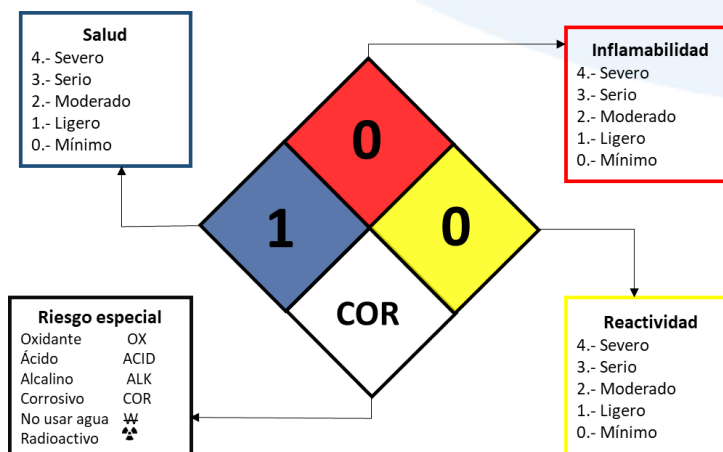 Salud
4.- Severo
3.- Serio
2.- Moderado
1.- Ligero
0.- Mínimo
Inflamabilidad
4.- Severo
3.- Serio
2.- Moderado
1.- Ligero
0.- Mínimo
0
1
0
COR
Riesgo especial
Oxidante OX
Ácido ACID
Alcalino ALK
Corrosivo COR
No usar agua W
Radioactivo
Reactividad
4.- Severo
3.- Serio
2.- Moderado
1.- Ligero
0.- Mínimo